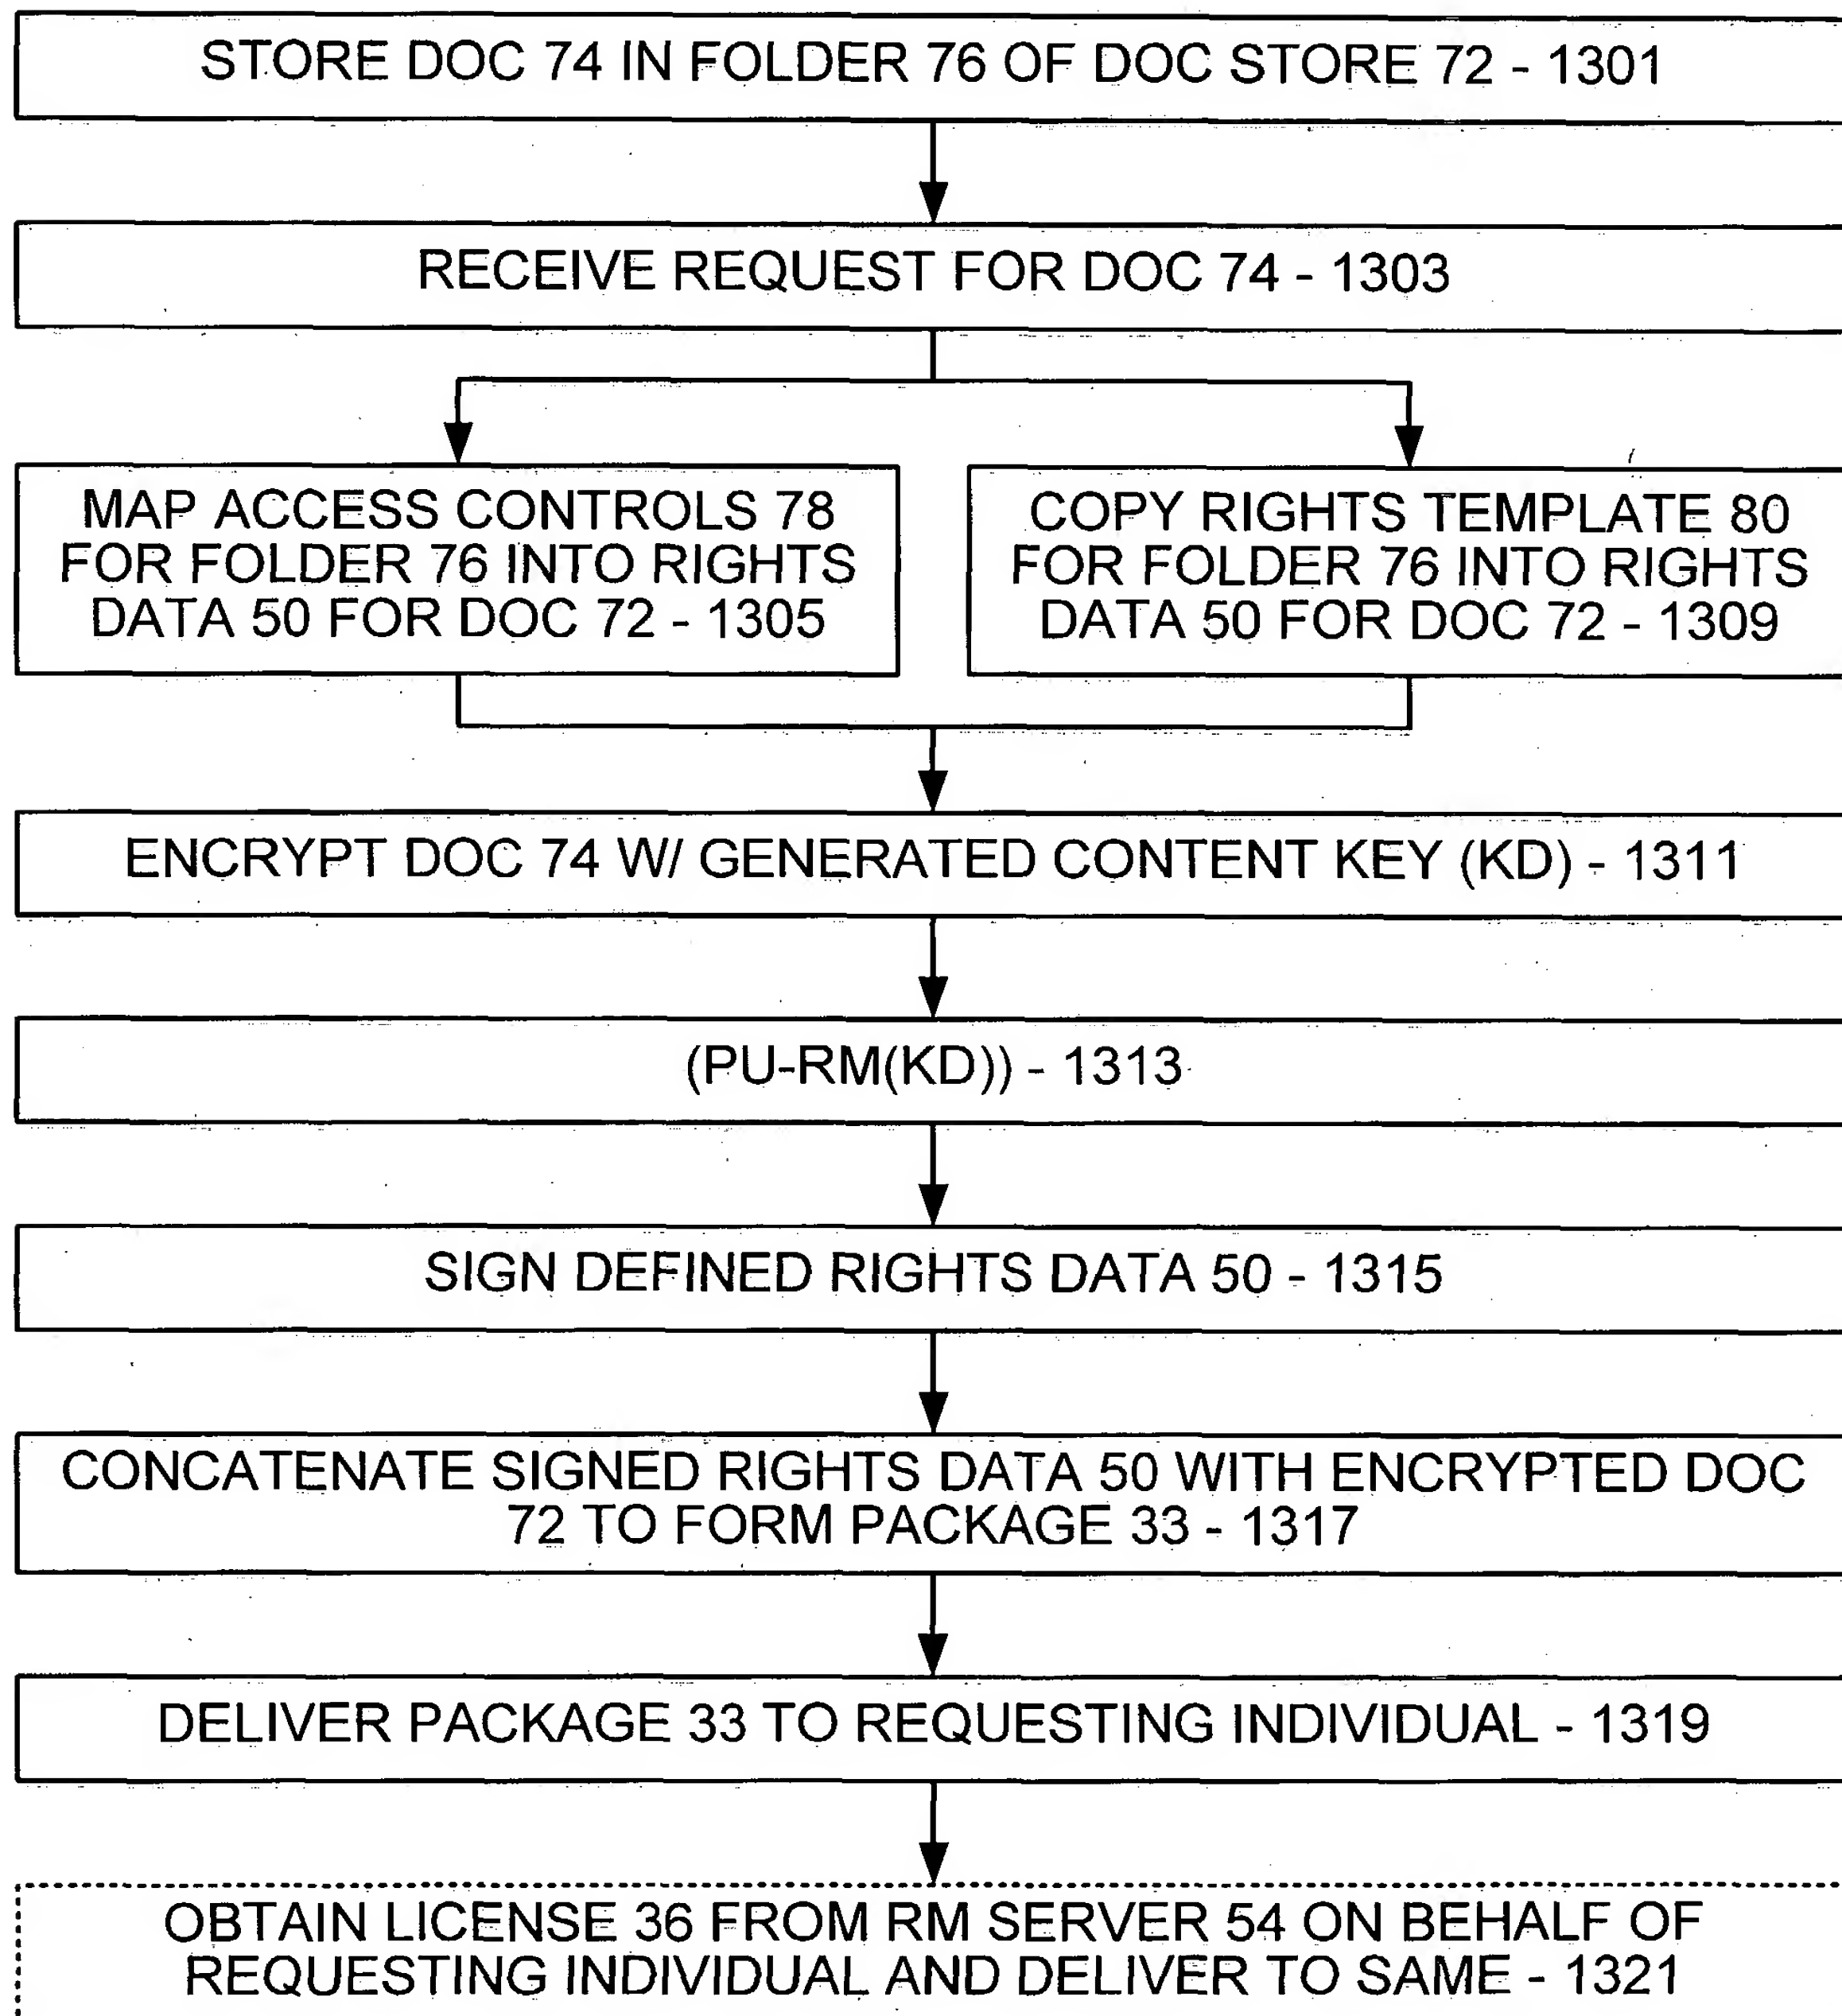 STORE DOC 74 IN FOLDER 76 OF DOC STORE 72 - 1301
RECEIVE REQUEST FOR DOC 74 - 1303
MAP ACCESS CONTROLS 78
FOR FOLDER 76 INTO RIGHTS
DATA 50 FOR DOC 72 - 1305
COPY RIGHTS TEMPLATE 80
FOR FOLDER 76 INTO RIGHTS
DATA 50 FOR DOC 72 - 1309
ENCRYPT DOC 74 W/ GENERATED CONTENT KEY (KD) - 1311
(PU-RM(KD)) - 1313
SIGN DEFINED RIGHTS DATA 50 - 1315
CONCATENATE SIGNED RIGHTS DATA 50 WITH ENCRYPTED DOC
72 TO FORM PACKAGE 33 - 1317
DELIVER PACKAGE 33 TO REQUESTING INDIVIDUAL - 1319
OBTAIN LICENSE 36 FROM RM SERVER 54 ON BEHALF OF
REQUESTING INDIVIDUAL AND DELIVER TO SAME - 1321